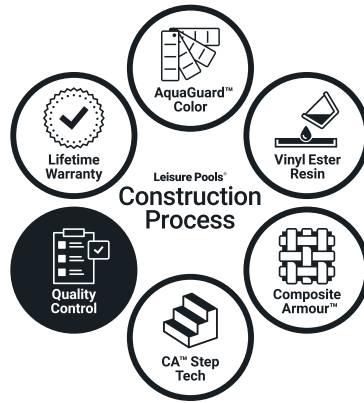 AquaGuard™
Color
Lifetime
Warranty
Vinyl Ester
Resin
Leisure Pools®
Construction
Process
Quality
Control
Composite
Armour™
CA™ Step
Tech